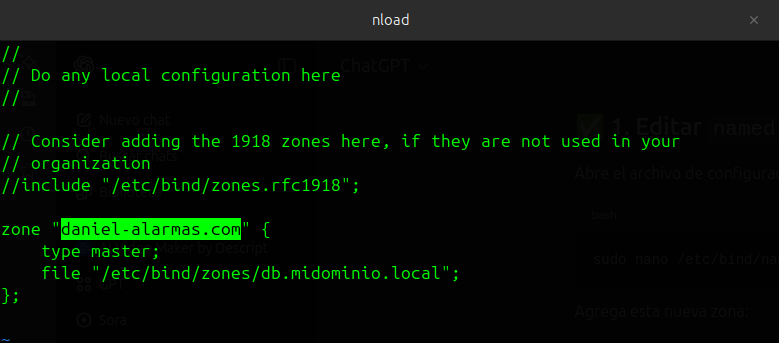 nload
//
// Do any local configuration here
//
// Consider adding the 1918 zones here, if they are not used in your
// organization
//include "/etc/bind/zones.rfc1918";
zone "daniel-alarmas.com" {
    type master;
    file "/etc/bind/zones/db.midominio.local";
};
~
ChatGPT
Nuevo chat
by Descript
Sora
✅ 1. Editar named
Abre el archivo de configura
bash
sudo nano /etc/bind/na
Agrega esta nueva zona: